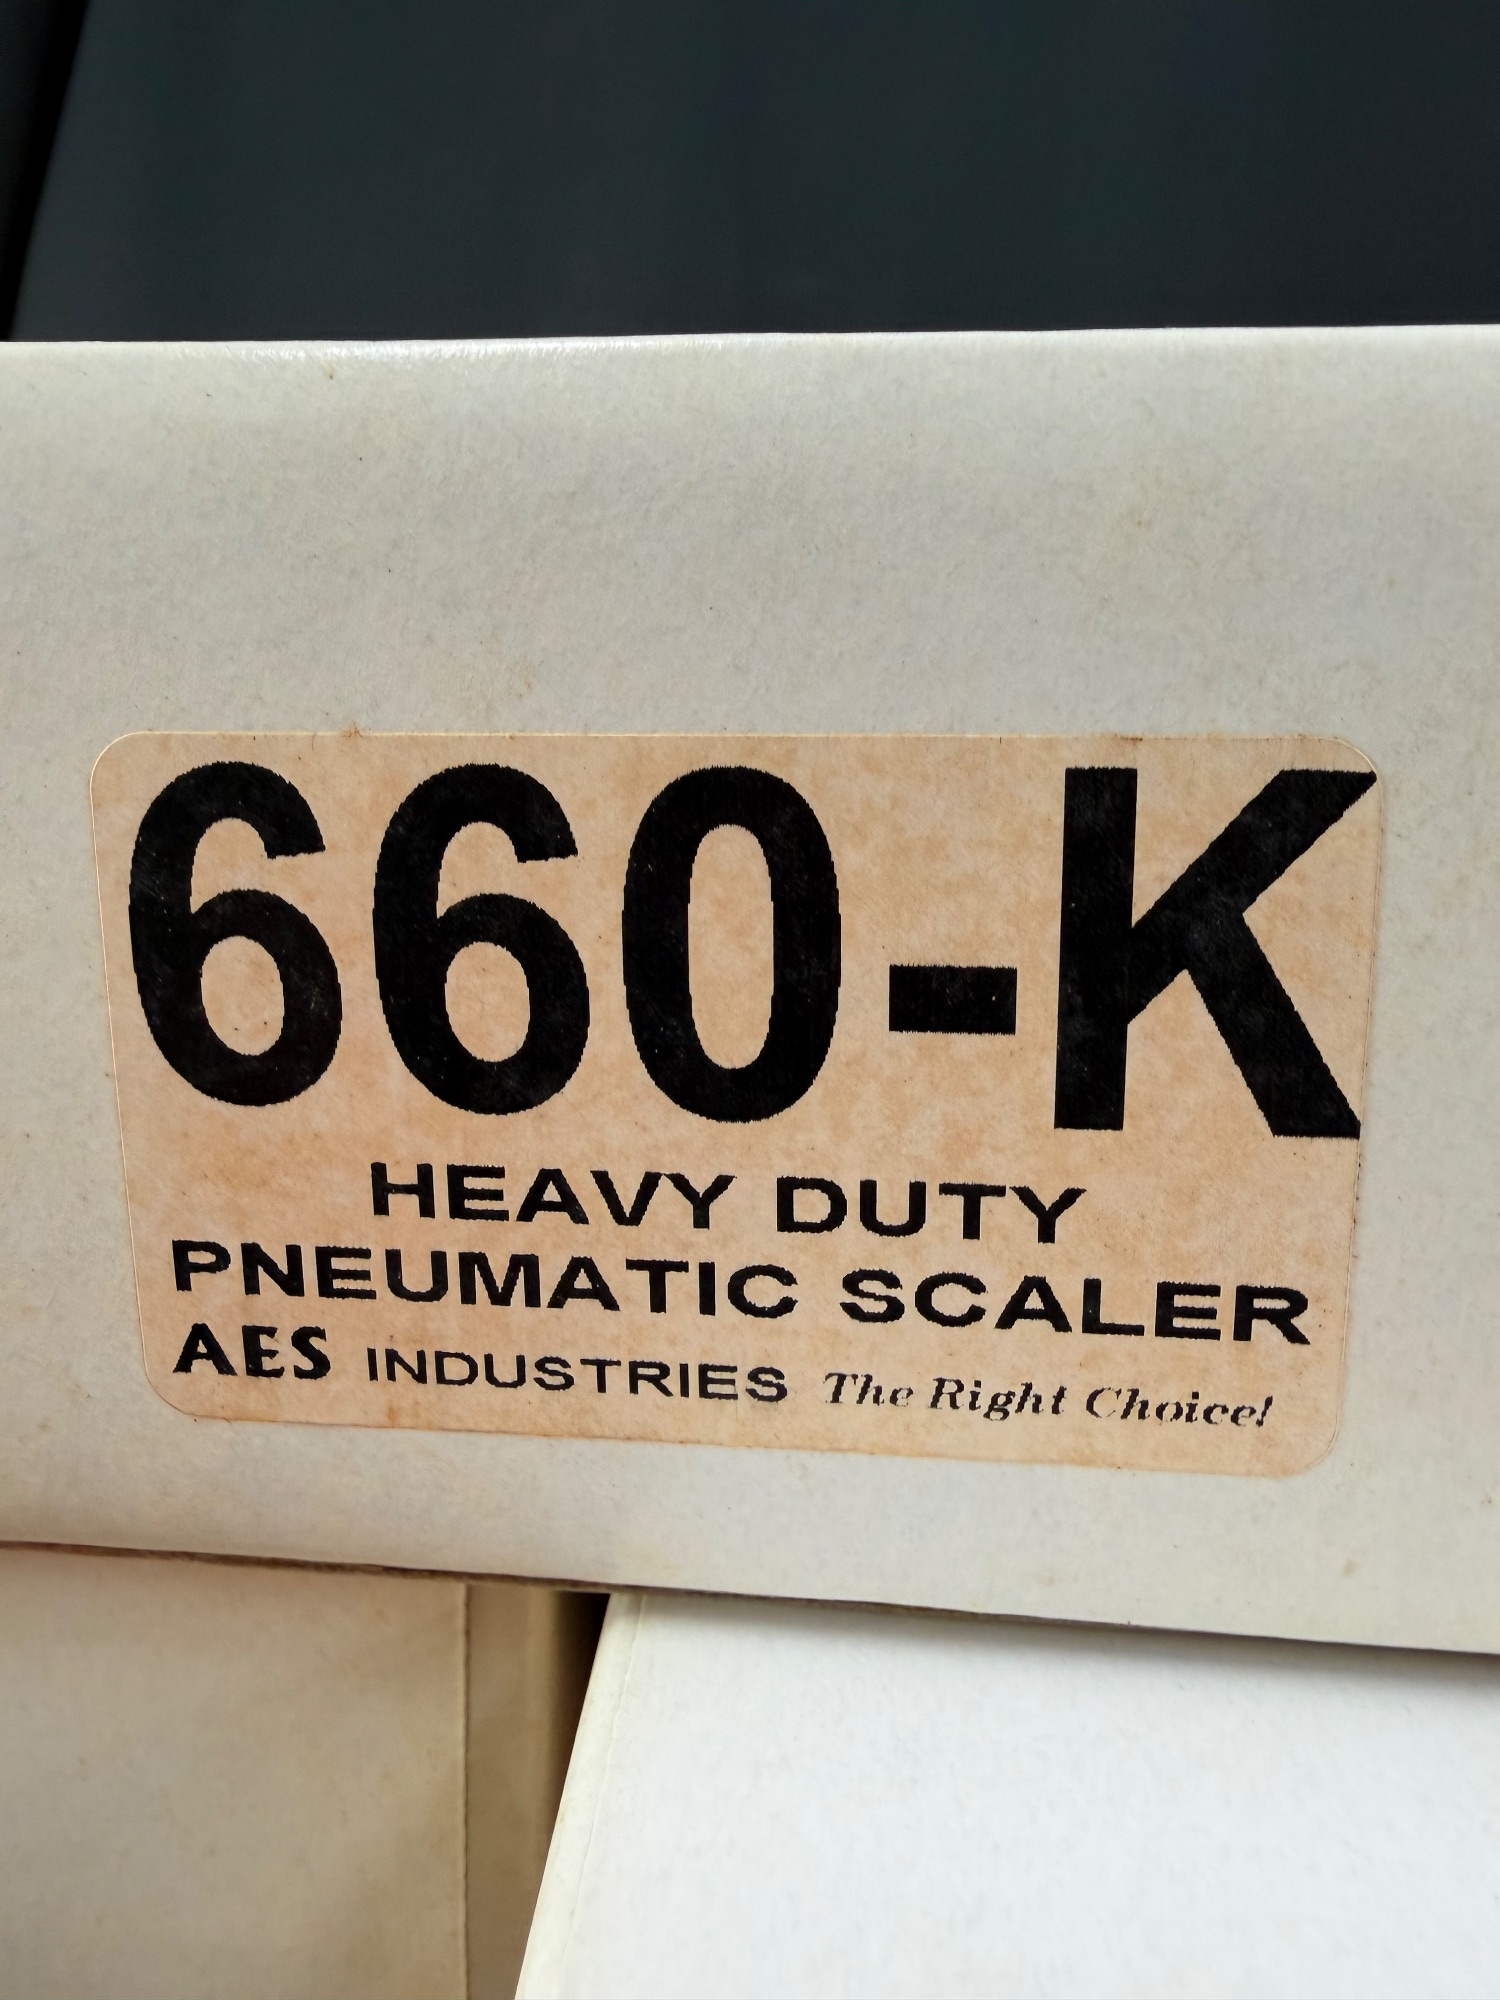 660-K
HEAVY DUTY
PNEUMATIC SCALER
AES INDUSTRIES The Right Choice!